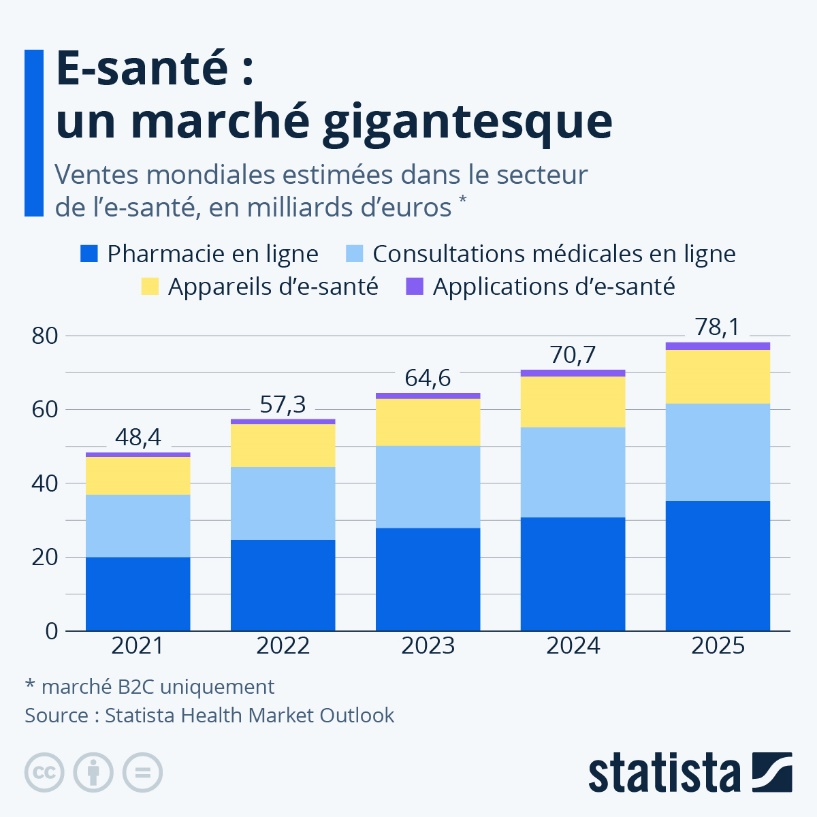 E-santé :
un marché gigantesque
Ventes mondiales estimées dans le secteur
de l'e-santé, en milliards d'euros *
Pharmacie en ligne Consultations médicales en ligne
Appareils d'e-santé Applications d'e-santé
80
60
40
20
0
48,4
57,3
64,6
70,7
78,1
2021 2022 2023 2024 2025
* marché B2C uniquement
Source : Statista Health Market Outlook
cc
statista